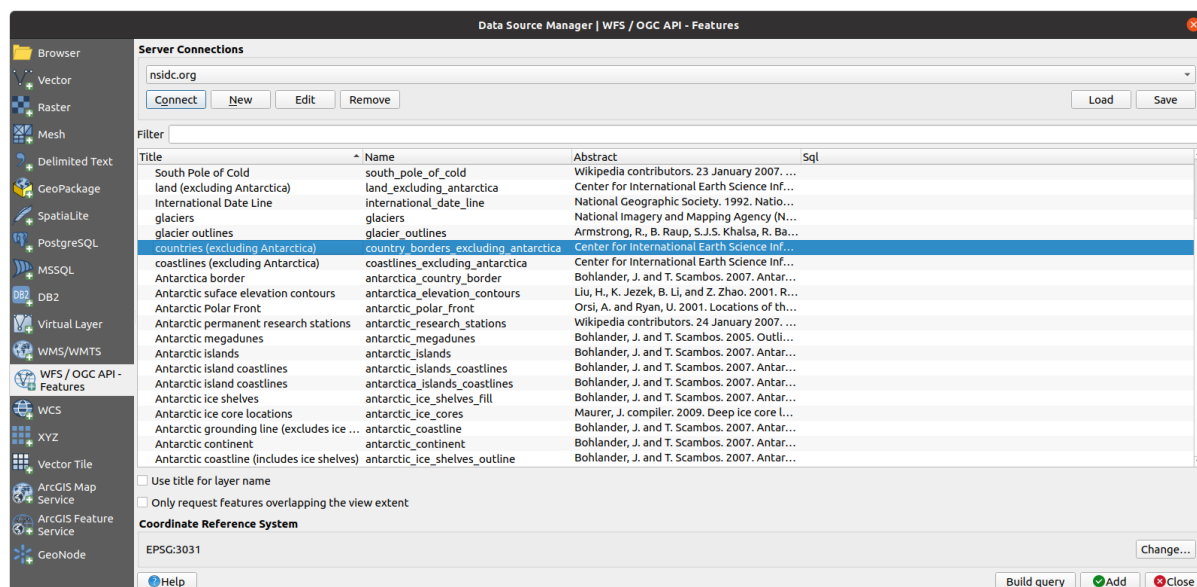 Data Source Manager | WFS / OGC API - Features
Browser
Vector
Raster
Mesh
Delimited Text
GeoPackage
SpatiaLite
PostgreSQL
MSSQL
DB2
DB2
Virtual Layer
WMS/WMTS
WFS / OGC API -
Features
WCS
XYZ
Vector Tile
ArcGIS Map
Service
ArcGIS Feature
Service
GeoNode
Server Connections
nsidc.org
Connect New Edit Remove Load Save
Filter
Title Name Abstract Sql
South Pole of Cold south_pole_of_cold Wikipedia contributors. 23 January 2007. ...
land (excluding Antarctica) land_excluding_antarctica Center for International Earth Science Inf...
International Date Line international_date_line National Geographic Society. 1992. Natio...
glaciers glaciers National Imagery and Mapping Agency (N...
glacier outlines glacier_outlines Armstrong, R., B. Raup, S.J.S. Khalsa, R. Ba...
countries (excluding Antarctica) country_borders_excluding_antarctica Center for International Earth Science Inf...
coastlines (excluding Antarctica) coastlines_excluding_antarctica Center for International Earth Science Inf...
Antarctica border antarctica_country_border Bohlander, J. and T. Scambos. 2007. Antar...
Antarctic suface elevation contours antarctica_elevation_contours Liu, H., K. Jezek, B. Li, and Z. Zhao. 2001. R...
Antarctic Polar Front antarctic_polar_front Orsi, A. and Ryan, U. 2001. Locations of th...
Antarctic permanent research stations antarctic_research_stations Wikipedia contributors. 24 January 2007. ...
Antarctic megadunes antarctic_megadunes Bohlander, J. and T. Scambos. 2005. Outli...
Antarctic islands antarctic_islands Bohlander, J. and T. Scambos. 2007. Antar...
Antarctic island coastlines antarctic_islands_coastlines Bohlander, J. and T. Scambos. 2007. Antar...
Antarctic island coastlines antarctica_islands_coastlines Bohlander, J. and T. Scambos. 2007. Antar...
Antarctic ice shelves antarctic_ice_shelves_fill Bohlander, J. and T. Scambos. 2007. Antar...
Antarctic ice core locations antarctic_ice_cores Maurer, J. compiler. 2009. Deep ice core l...
Antarctic grounding line (excludes ice ... antarctic_coastline Bohlander, J. and T. Scambos. 2007. Antar...
Antarctic continent antarctic_continent Bohlander, J. and T. Scambos. 2007. Antar...
Antarctic coastline (includes ice shelves) antarctic_ice_shelves_outline Bohlander, J. and T. Scambos. 2007. Antar...
Use title for layer name
Only request features overlapping the view extent
Coordinate Reference System
EPSG:3031 Change...
Help Build query Add Close